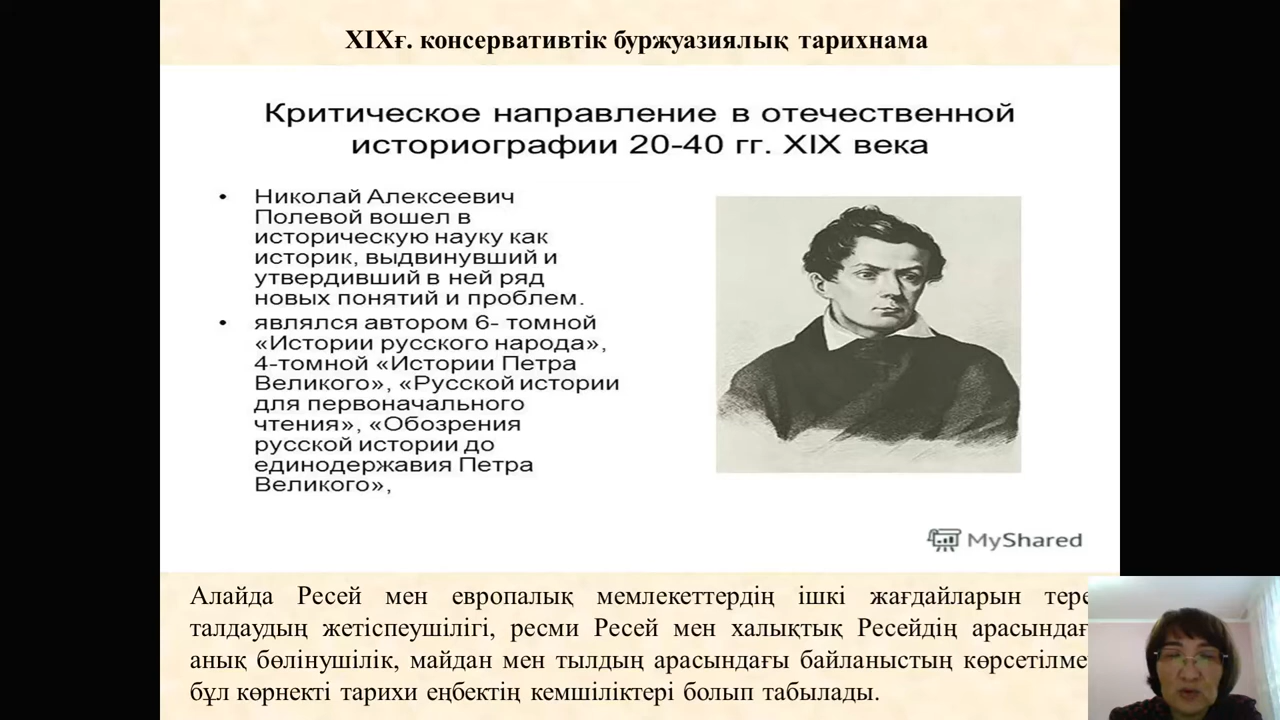 XIXғ. консервативтік буржуазиялық тарихнама
Критическое направление в отечественной
историографии 20-40 гг. XIX века
• Николай Алексеевич
Полевой вошел в
историческую науку как
историк, выдвинувший и
утвердивший в ней ряд
новых понятий и проблем.
• являлся автором 6- томной
«Истории русского народа»,
4-томной «Истории Петра
Великого», «Русской истории
для первоначального
чтения», «Обозрения
русской истории до
единодержавия Петра
Великого»,
MyShared
Алайда Ресей мен европалық мемлекеттердің ішкі жағдайларын
талдаудың жетіспеушілігі, ресми Ресей мен халықтық Ресейдің
анық бөлінушілік, майдан мен тылдың арасындағы байланыстың
бұл көрнекті тарихи еңбектің кемшіліктері болып табылады.